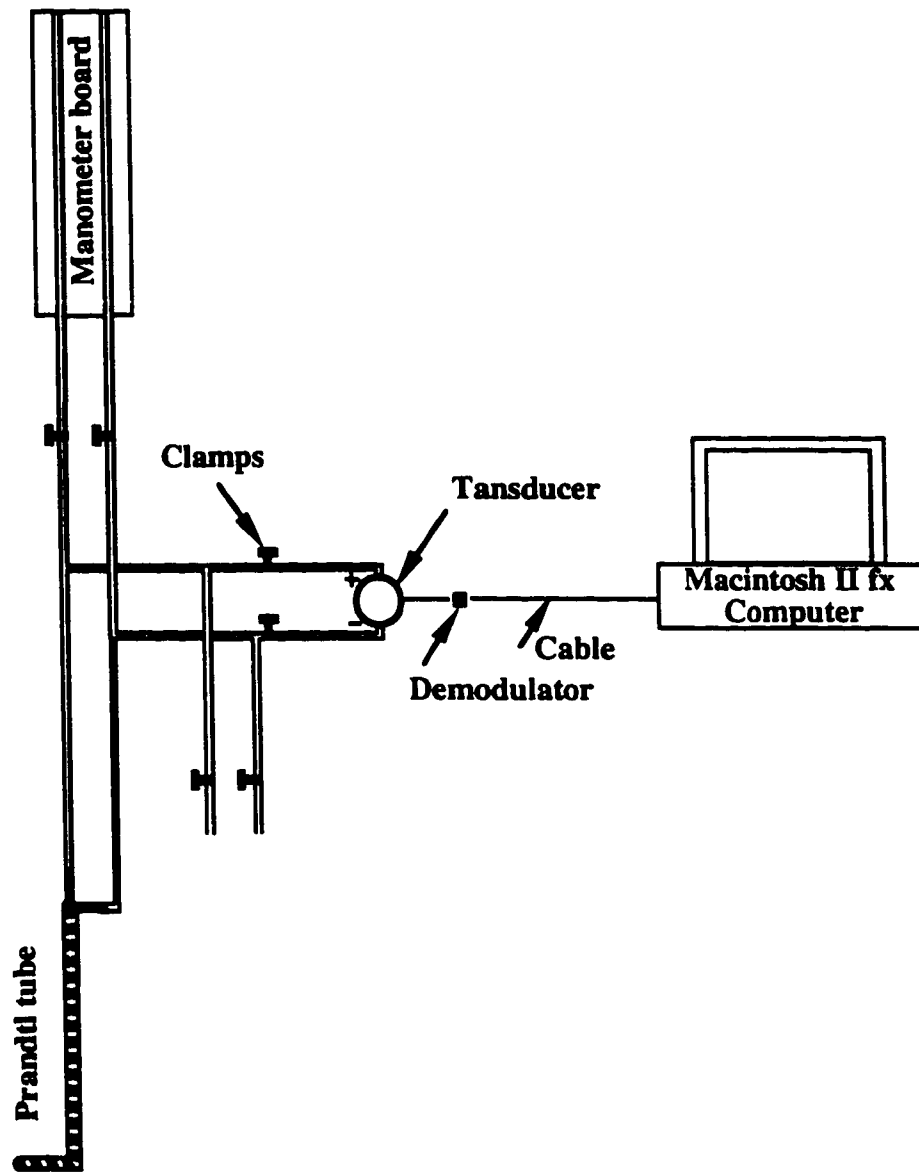 Manometer board
Clamps
Tansducer
+
-
Macintosh II fx
Computer
Cable
Demodulator
Prandtl tube